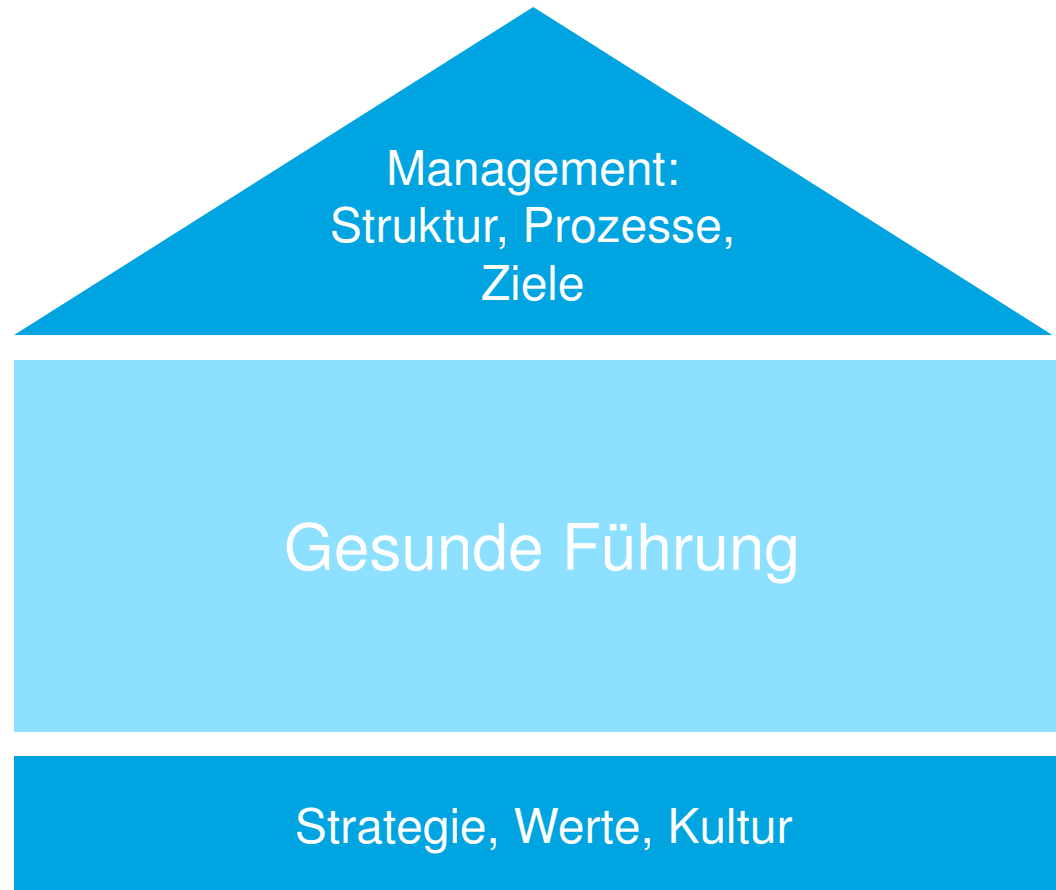 Management:
Struktur, Prozesse,
Ziele
Gesunde Führung
Strategie, Werte, Kultur